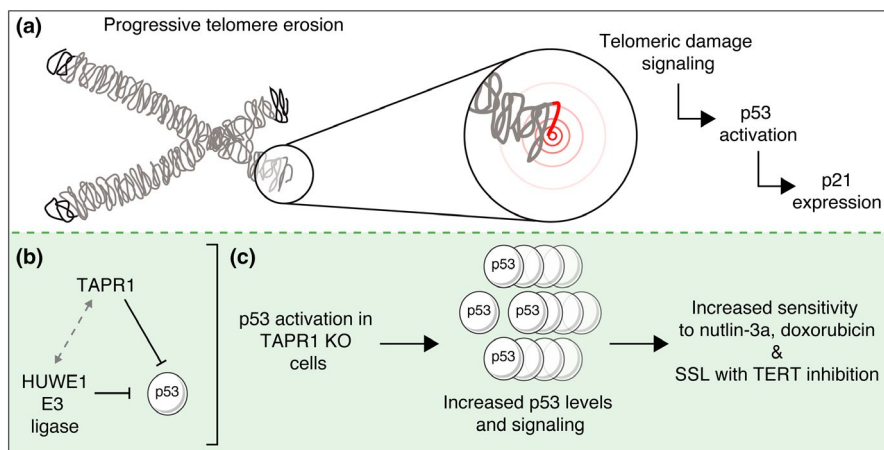 (a)
Progressive telomere erosion
Telomeric damage
signaling
p53
activation
p21
expression
(b)
TAPR1
HUWE1
E3
ligase
p53
(c)
p53 activation in
TAPR1 KO
cells
p53
p53
p53
p53
Increased p53 levels
and signaling
Increased sensitivity
to nutlin-3a, doxorubicin
&
SSL with TERT inhibition